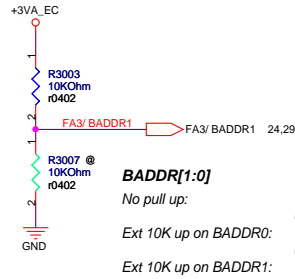 +3VA_EC
1
R3003
10KOhm
r0402
2
FA3/ BADDR1
FA3/ BADDR1 24,29
1
R3007 @
10KOhm
r0402
2
GND
BADDR[1:0]
No pull up:
Ext 10K up on BADDR0:
Ext 10K up on BADDR1: